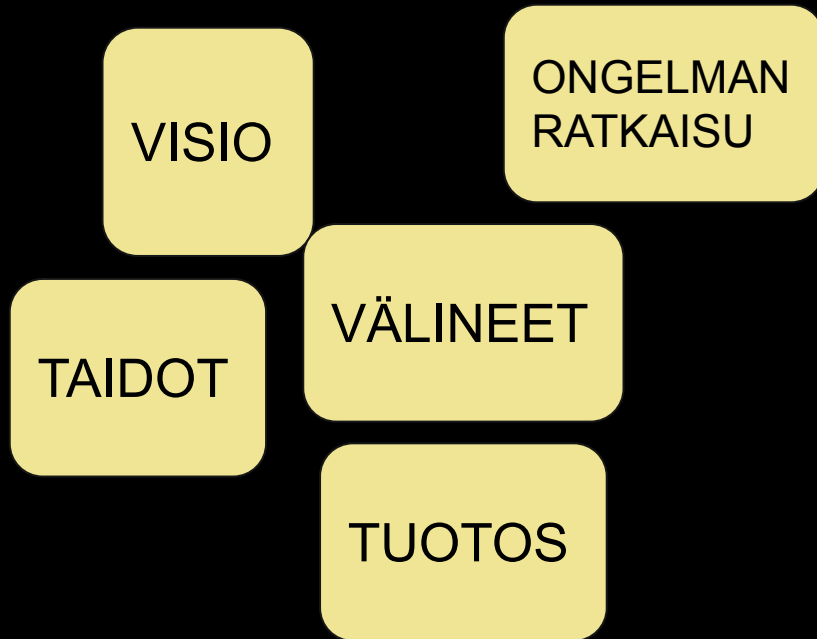 VISIO
ONGELMAN
RATKAISU
VÄLINEET
TAIDOT
TUOTOS